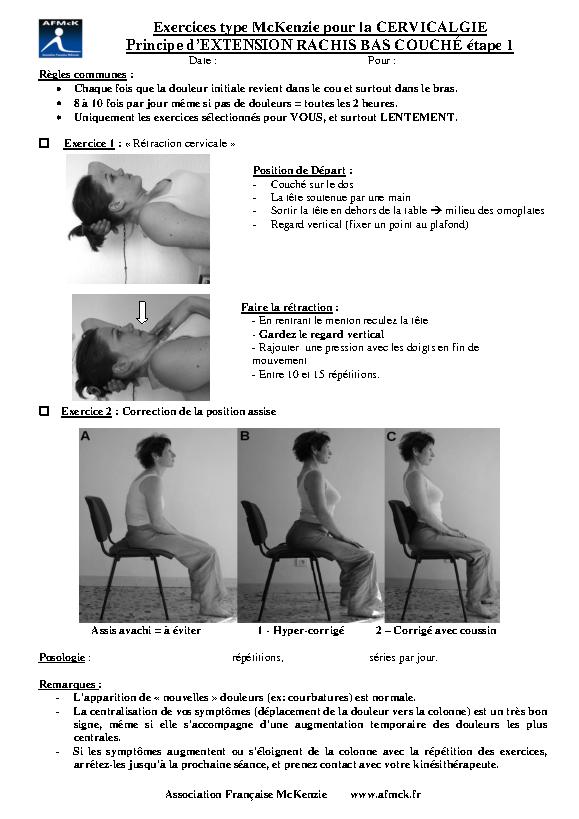 AFMcK
Exercices type McKenzie pour la CERVICALGIE
Principe d'EXTENSION RACHIS BAS COUCHÉ étape 1
Date : Pour :
Règles communes :
• Chaque fois que la douleur initiale revient dans le cou et surtout dans le bras.
• 8 à 10 fois par jour même si pas de douleurs = toutes les 2 heures.
• Uniquement les exercices sélectionnés pour VOUS, et surtout LENTEMENT.
Exercice 1 : « Rétraction cervicale »
Position de Départ :
- Couché sur le dos
- La tête soutenue par une main
- Sortir la tête en dehors de la table → milieu des omoplates
- Regard vertical (fixer un point au plafond)
Faire la rétraction :
- En rentrant le menton reculez la tête
- Gardez le regard vertical
- Rajouter une pression avec les doigts en fin de
mouvement
- Entre 10 et 15 répétitions.
Exercice 2 : Correction de la position assise
A B C
Assis avachi = à éviter 1 - Hyper-corrigé 2 – Corrigé avec coussin
Posologie : répétitions, séries par jour.
Remarques :
- L'apparition de « nouvelles » douleurs (ex: courbatures) est normale.
- La centralisation de vos symptômes (déplacement de la douleur vers la colonne) est un très bon
signe, même si elle s'accompagne d'une augmentation temporaire des douleurs les plus
centrales.
- Si les symptômes augmentent ou s'éloignent de la colonne avec la répétition des exercices,
arrêtez-les jusqu'à la prochaine séance, et prenez contact avec votre kinésithérapeute.
Association Française McKenzie www.afmck.fr